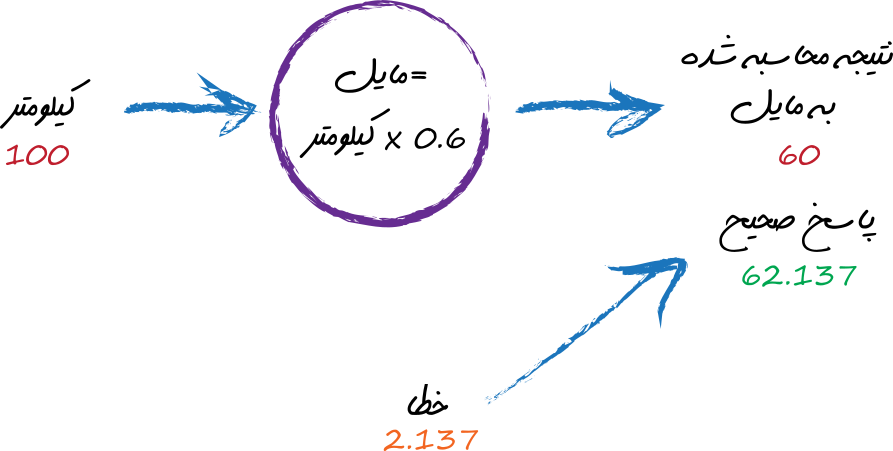 کیلومتر
100
مایل=
کیلومتر x 0.6
نتیجه محاسبه شده
به مایل
60
پاسخ صحیح
62.137
خطا
2.137